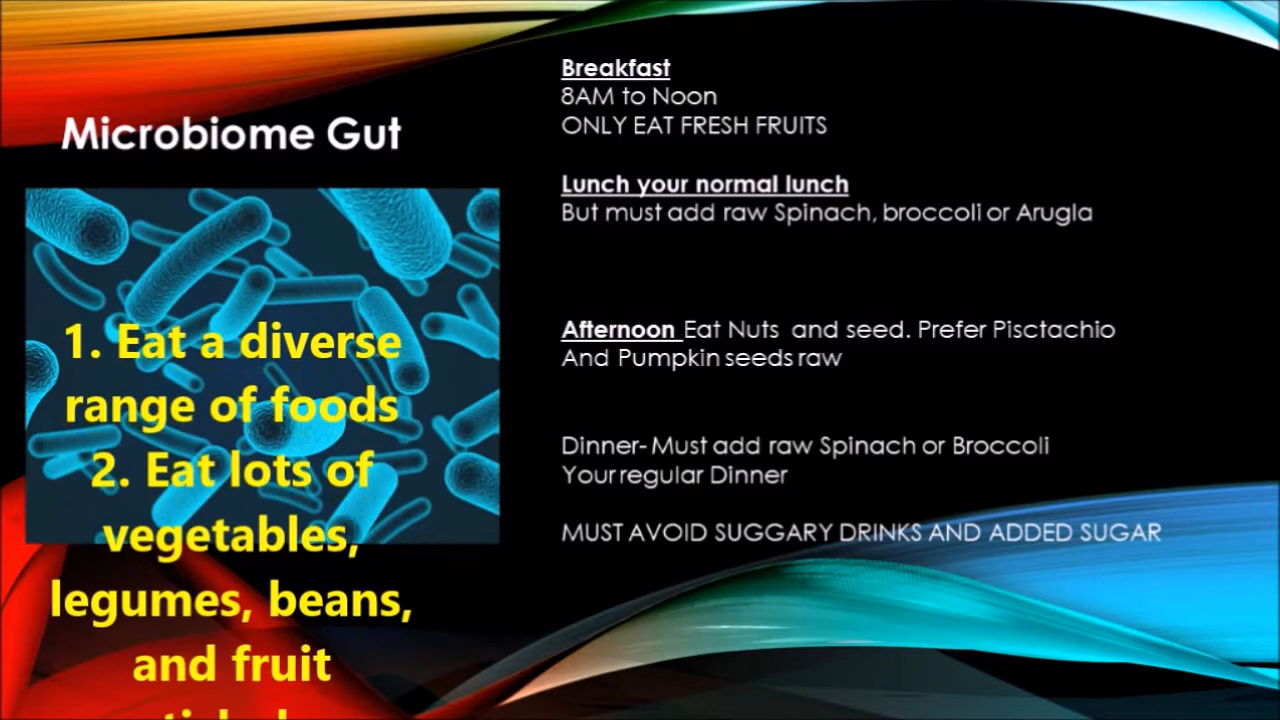 Microbiome Gut
1. Eat a diverse
range of foods
2. Eat lots of
vegetables,
legumes, beans,
and fruit
Breakfast
8AM to Noon
ONLY EAT FRESH FRUITS
Lunch your normal lunch
But must add raw Spinach, broccoli or Arugla
Afternoon Eat Nuts and seed. Prefer Pisctachio
And Pumpkin seeds raw
Dinner- Must add raw Spinach or Broccoli
Your regular Dinner
MUST AVOID SUGGARY DRINKS AND ADDED SUGAR